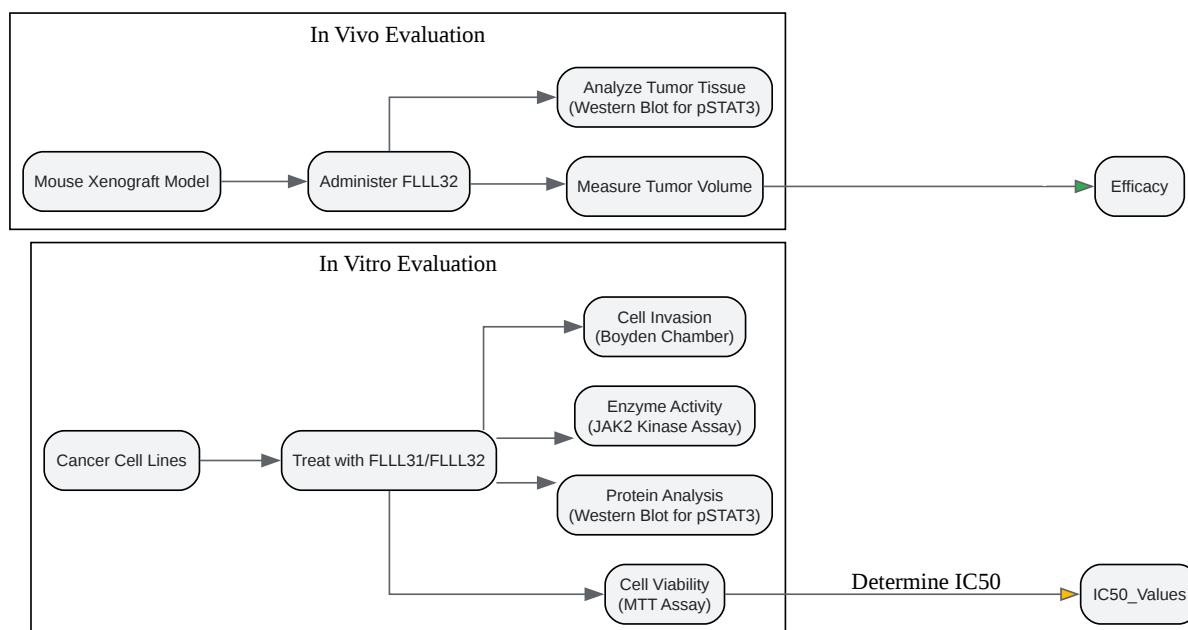 In Vivo Evaluation
Analyze Tumor Tissue
(Western Blot for pSTAT3)
Mouse Xenograft Model
Administer FLLL32
Measure Tumor Volume
Efficacy
In Vitro Evaluation
Cell Invasion
(Boyden Chamber)
Enzyme Activity
(JAK2 Kinase Assay)
Cancer Cell Lines
Treat with FLLL31/FLLL32
Protein Analysis
(Western Blot for pSTAT3)
Cell Viability
(MTT Assay)
Determine IC50
IC50_Values